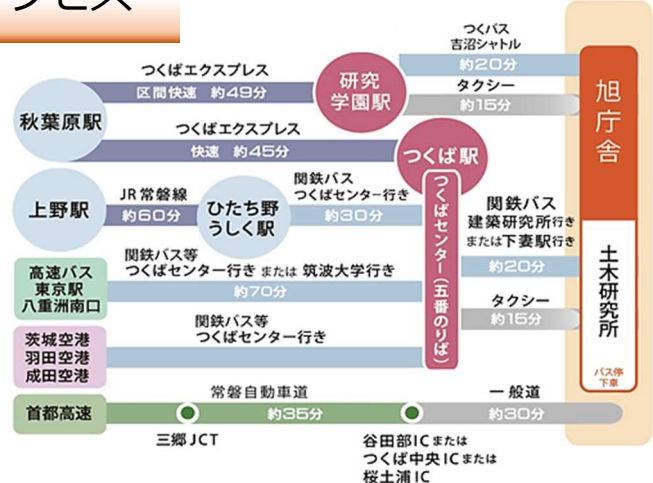 つくバス
吉沼シャトル
約20分
つくばエクスプレス
区間快速 約49分
研究
学園駅
タクシー
約15分
旭庁舎
秋葉原駅
つくばエクスプレス
快速 約45分
つくば駅
上野駅
JR常磐線
約60分
ひたち野
うしく駅
関鉄バス
つくばセンター行き
約30分
つくばセンター(五番のりば)
関鉄バス
建築研究所行き
または下妻駅行き
約20分
土木研究所
高速バス
東京駅
八重洲南口
関鉄バス等
つくばセンター行き または 筑波大学行き
約70分
タクシー
約15分
茨城空港
羽田空港
成田空港
関鉄バス等
つくばセンター行き
バス停
下車
首都高速
常磐自動車道
約35分
一般道
約30分
三郷JCT
谷田部ICまたは
つくば中央ICまたは
桜土浦IC